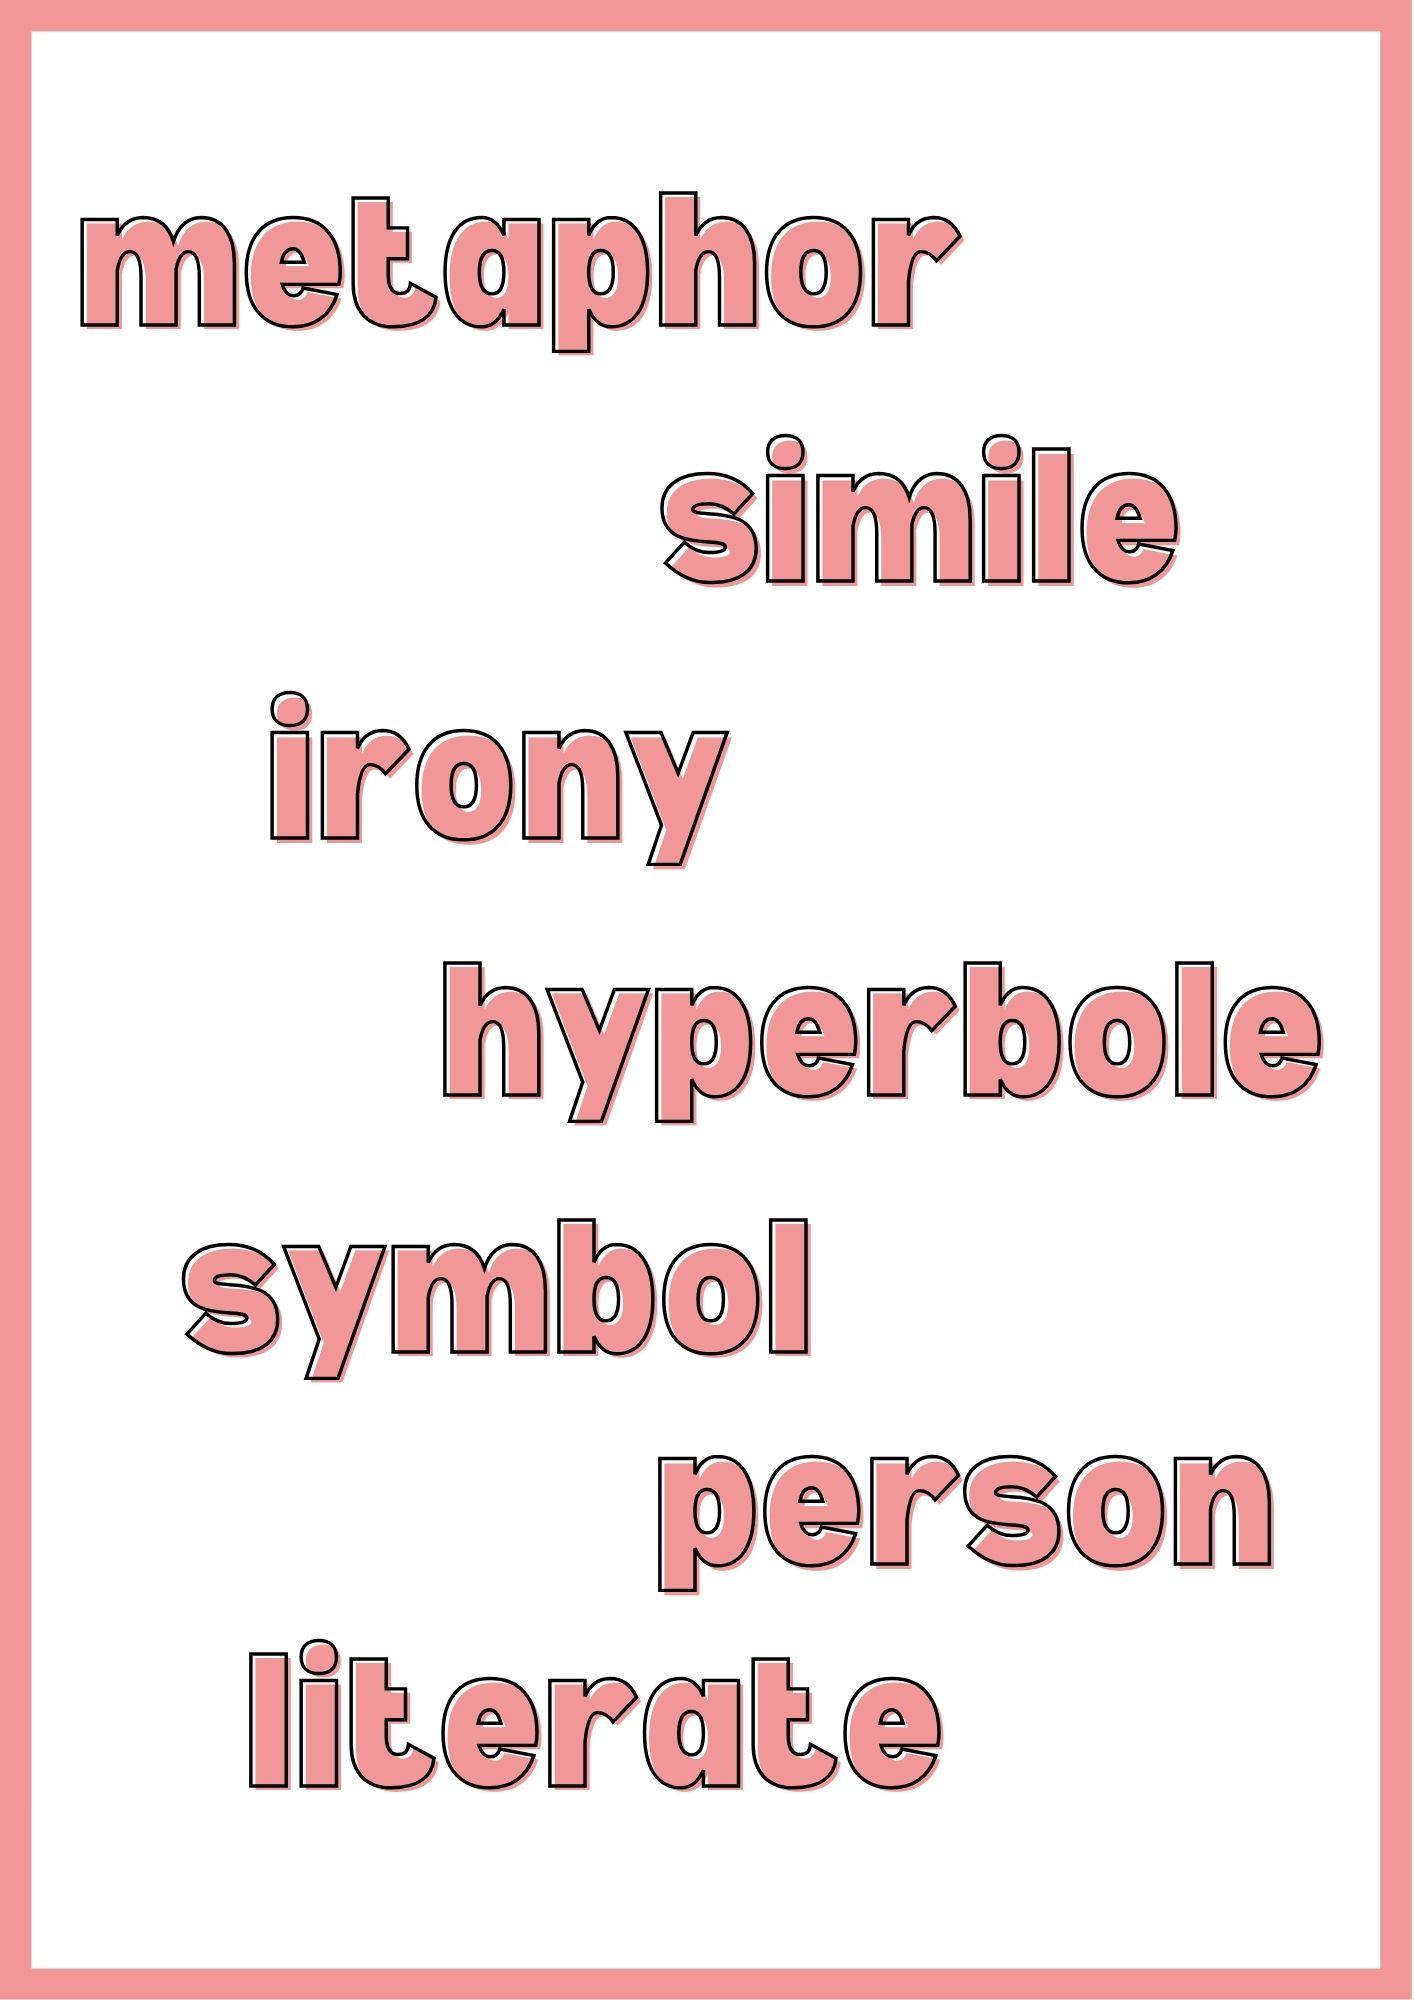 metaphor
simile
irony
hyperbole
symbol
person
literate